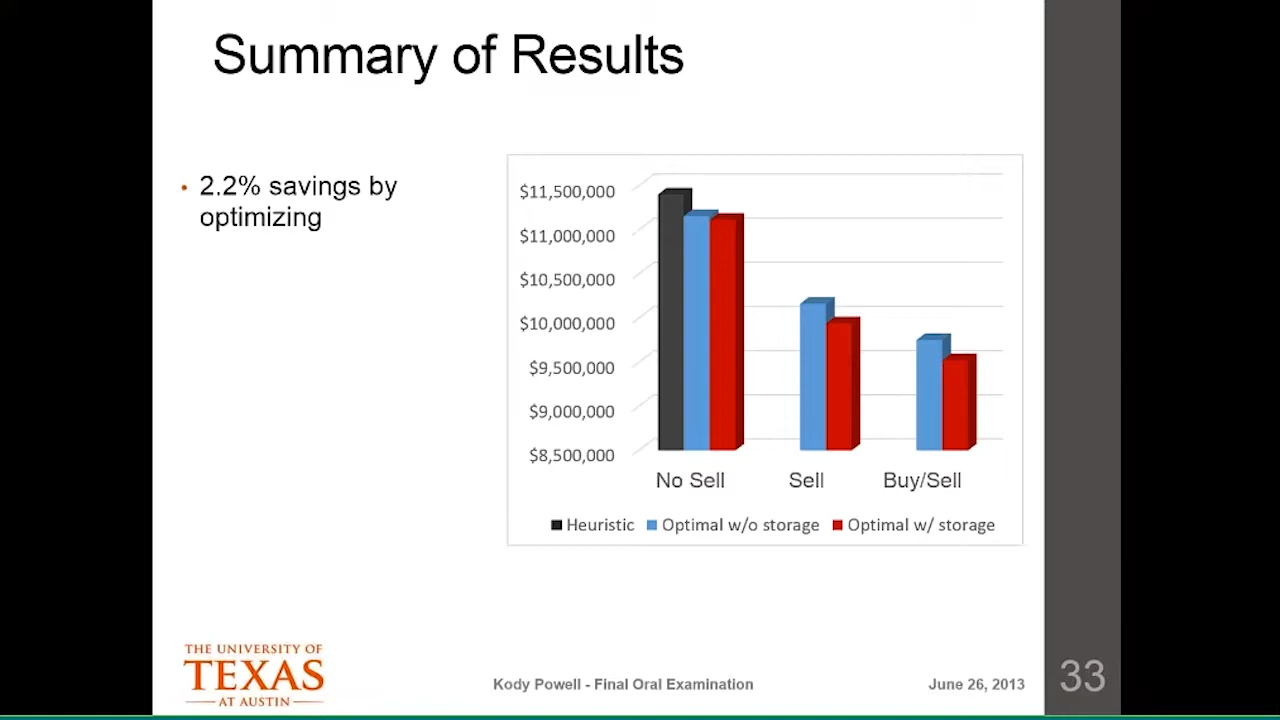 Summary of Results
• 2.2% savings by
optimizing
$11,500,000
$11,000,000
$10,500,000
$10,000,000
$9,500,000
$9,000,000
$8,500,000
No Sell Sell Buy/Sell
Heuristic Optimal w/o storage Optimal w/ storage
THE UNIVERSITY OF
TEXAS
AT AUSTIN
Kody Powell - Final Oral Examination June 26, 2013 33